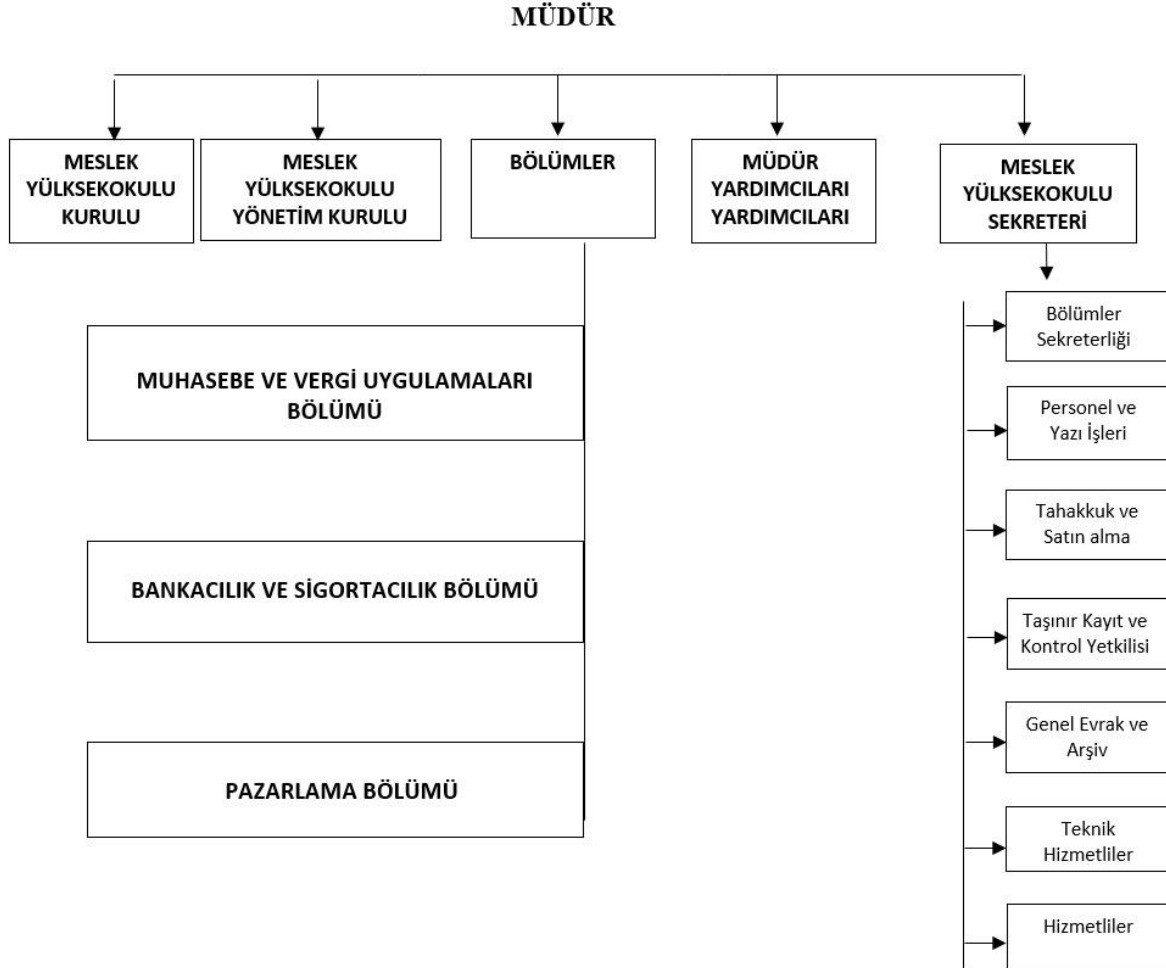 MÜDÜR
MESLEK
YÜLKSEKOKULU
KURULU
MESLEK
YÜLKSEKOKULU
YÖNETİM KURULU
BÖLÜMLER
MÜDÜR
YARDIMCILARI
YARDIMCILARI
MESLEK
YÜLKSEKOKULU
SEKRETERİ
MUHASEBE VE VERGİ UYGULAMALARI
BÖLÜMÜ
BANKACILIK VE SİGORTACILIK BÖLÜMÜ
PAZARLAMA BÖLÜMÜ
Bölümler
Sekreterliği
Personel ve
Yazı İşleri
Tahakkuk ve
Satın alma
Taşınır Kayıt ve
Kontrol Yetkilisi
Genel Evrak ve
Arşiv
Teknik
Hizmetliler
Hizmetliler